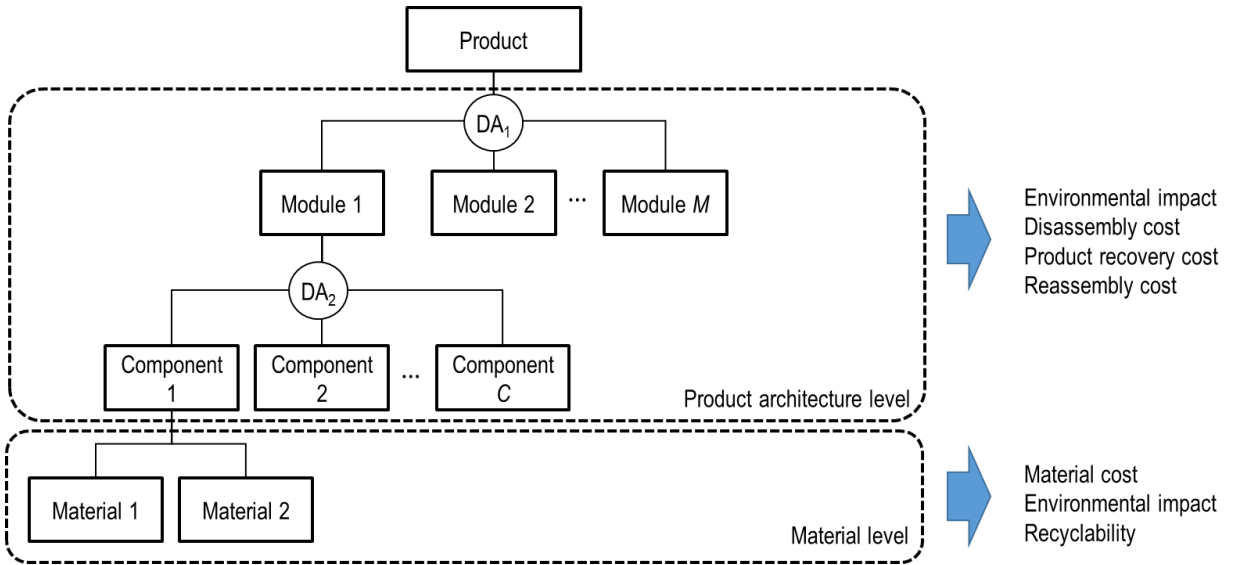 Product
DA₁
Module 1
Module 2
...
Module M
DA₂
Component
1
Component
2
...
Component
C
Product architecture level
Environmental impact
Disassembly cost
Product recovery cost
Reassembly cost
Material 1
Material 2
Material level
Material cost
Environmental impact
Recyclability